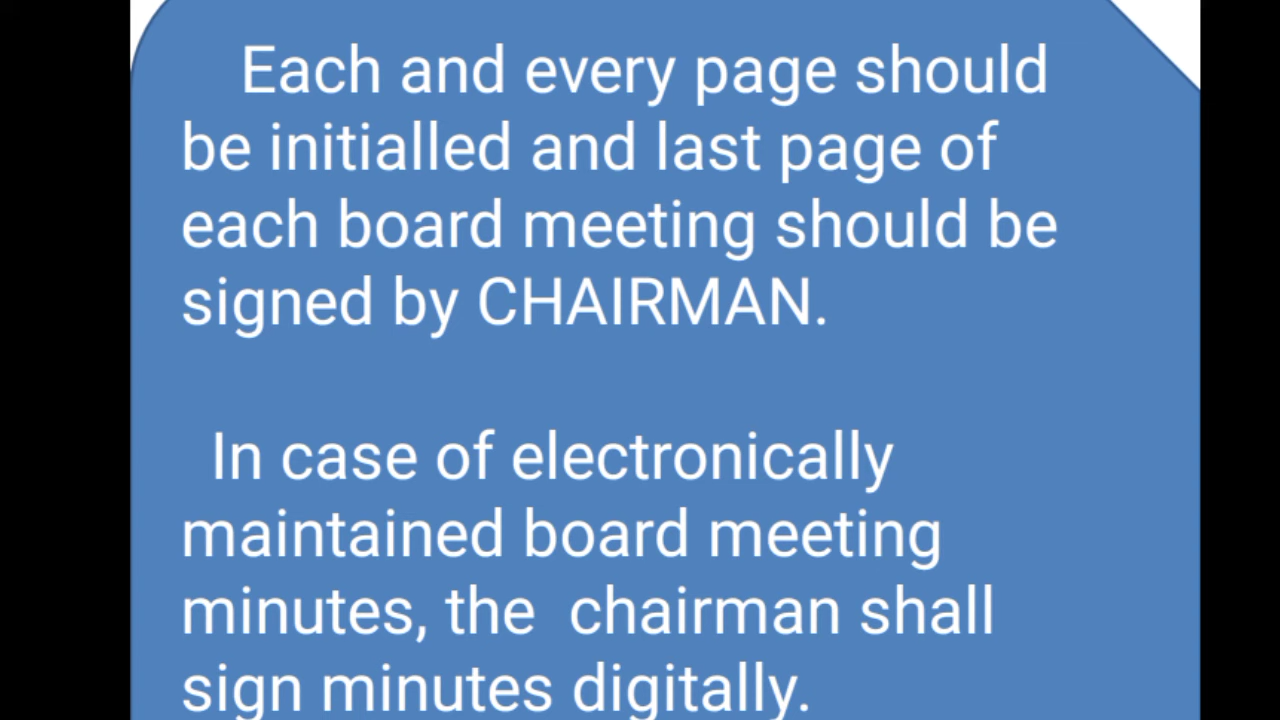 Each and every page should
be initialled and last page of
each board meeting should be
signed by CHAIRMAN.
In case of electronically
maintained board meeting
minutes, the  chairman shall
sign minutes digitally.